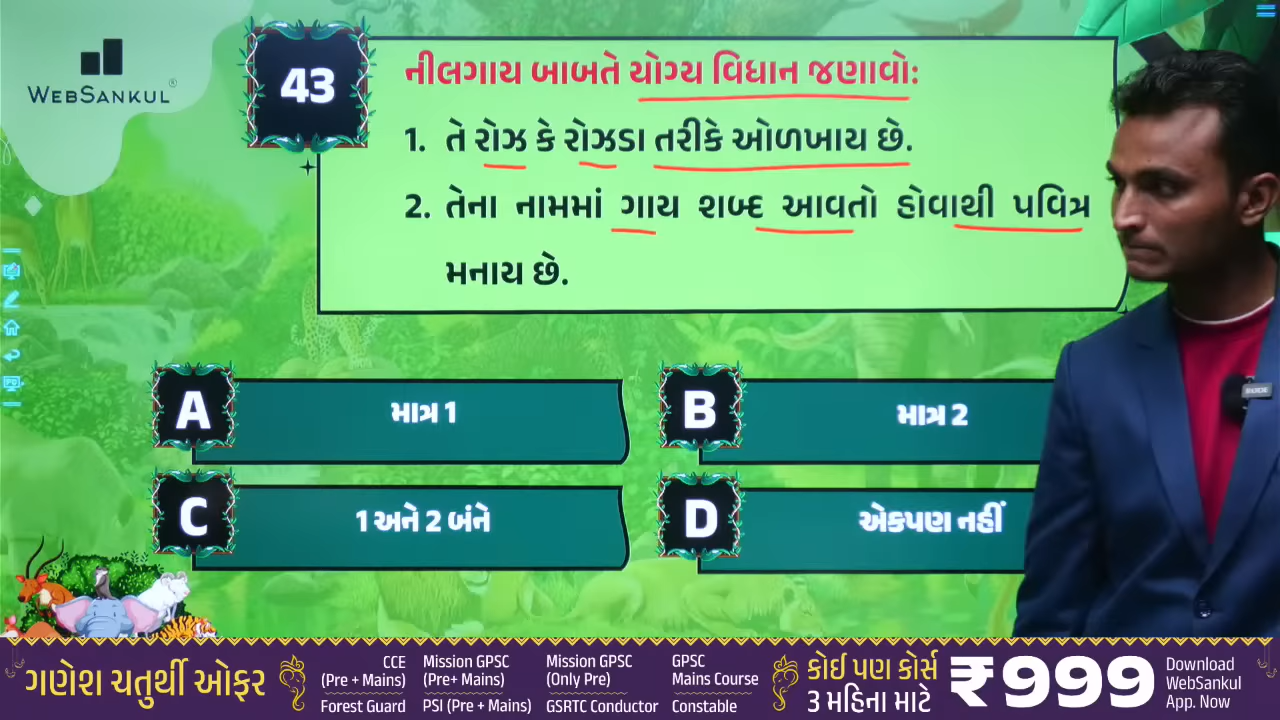 WEBSANKUL
43
નીલગાય બાબતે યોગ્ય વિધાન જણાવો:
1. તે રોઝ કે રોઝડા તરીકે ઓળખાય છે.
2. તેના નામમાં ગાય શબ્દ આવતો હોવાથી પવિત્ર
મનાય છે.
A માત્ર 1
B માત્ર 2
C 1 અને 2 બંને
D એકપણ નહીં
ગણેશ ચતુર્થી ઓફર
CCE
(Pre + Mains)
Forest Guard
Mission GPSC
(Pre+ Mains)
PSI (Pre + Mains)
Mission GPSC
(Only Pre)
GSRTC Conductor
GPSC
Mains Course
Constable
કોઈ પણ કોર્સ
3 મહિના માટે
₹999
Download
WebSankul
App. Now